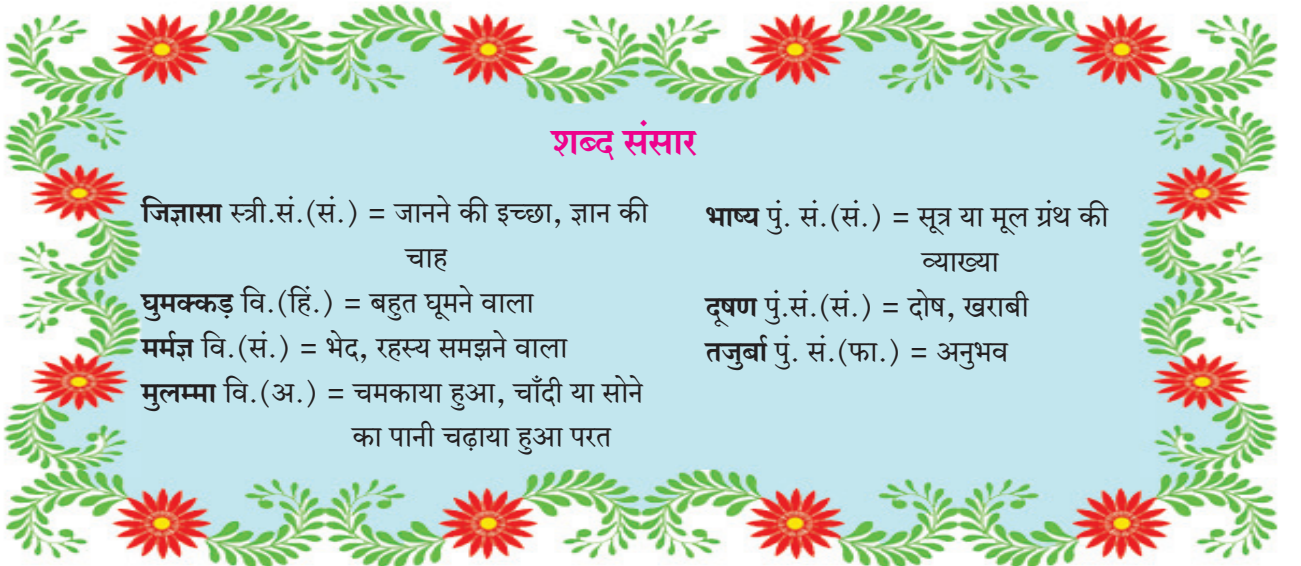 शब्द संसार
जिज्ञासा स्त्री.सं.(सं.) = जानने की इच्छा, ज्ञान की
चाह
घुमक्कड़ वि.(हिं.) = बहुत घूमने वाला
मर्मज्ञ वि.(सं.) = भेद, रहस्य समझने वाला
मुलम्मा वि.(अ.) = चमकाया हुआ, चाँदी या सोने
का पानी चढ़ाया हुआ परत
भाष्य पुं. सं.(सं.) = सूत्र या मूल ग्रंथ की
व्याख्या
दूषण पुं.सं.(सं.) = दोष, खराबी
तजुर्बा पुं. सं.(फा.) = अनुभव